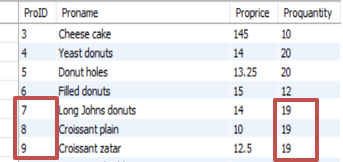 ProID Proname Proprice Proquantity
3 Cheese cake 145 10
4 Yeast donuts 14 20
5 Donut holes 13.25 20
6 Filled donuts 15 12
7 Long Johns donuts 14 19
8 Croissant plain 10 19
9 Croissant zatar 12.5 19